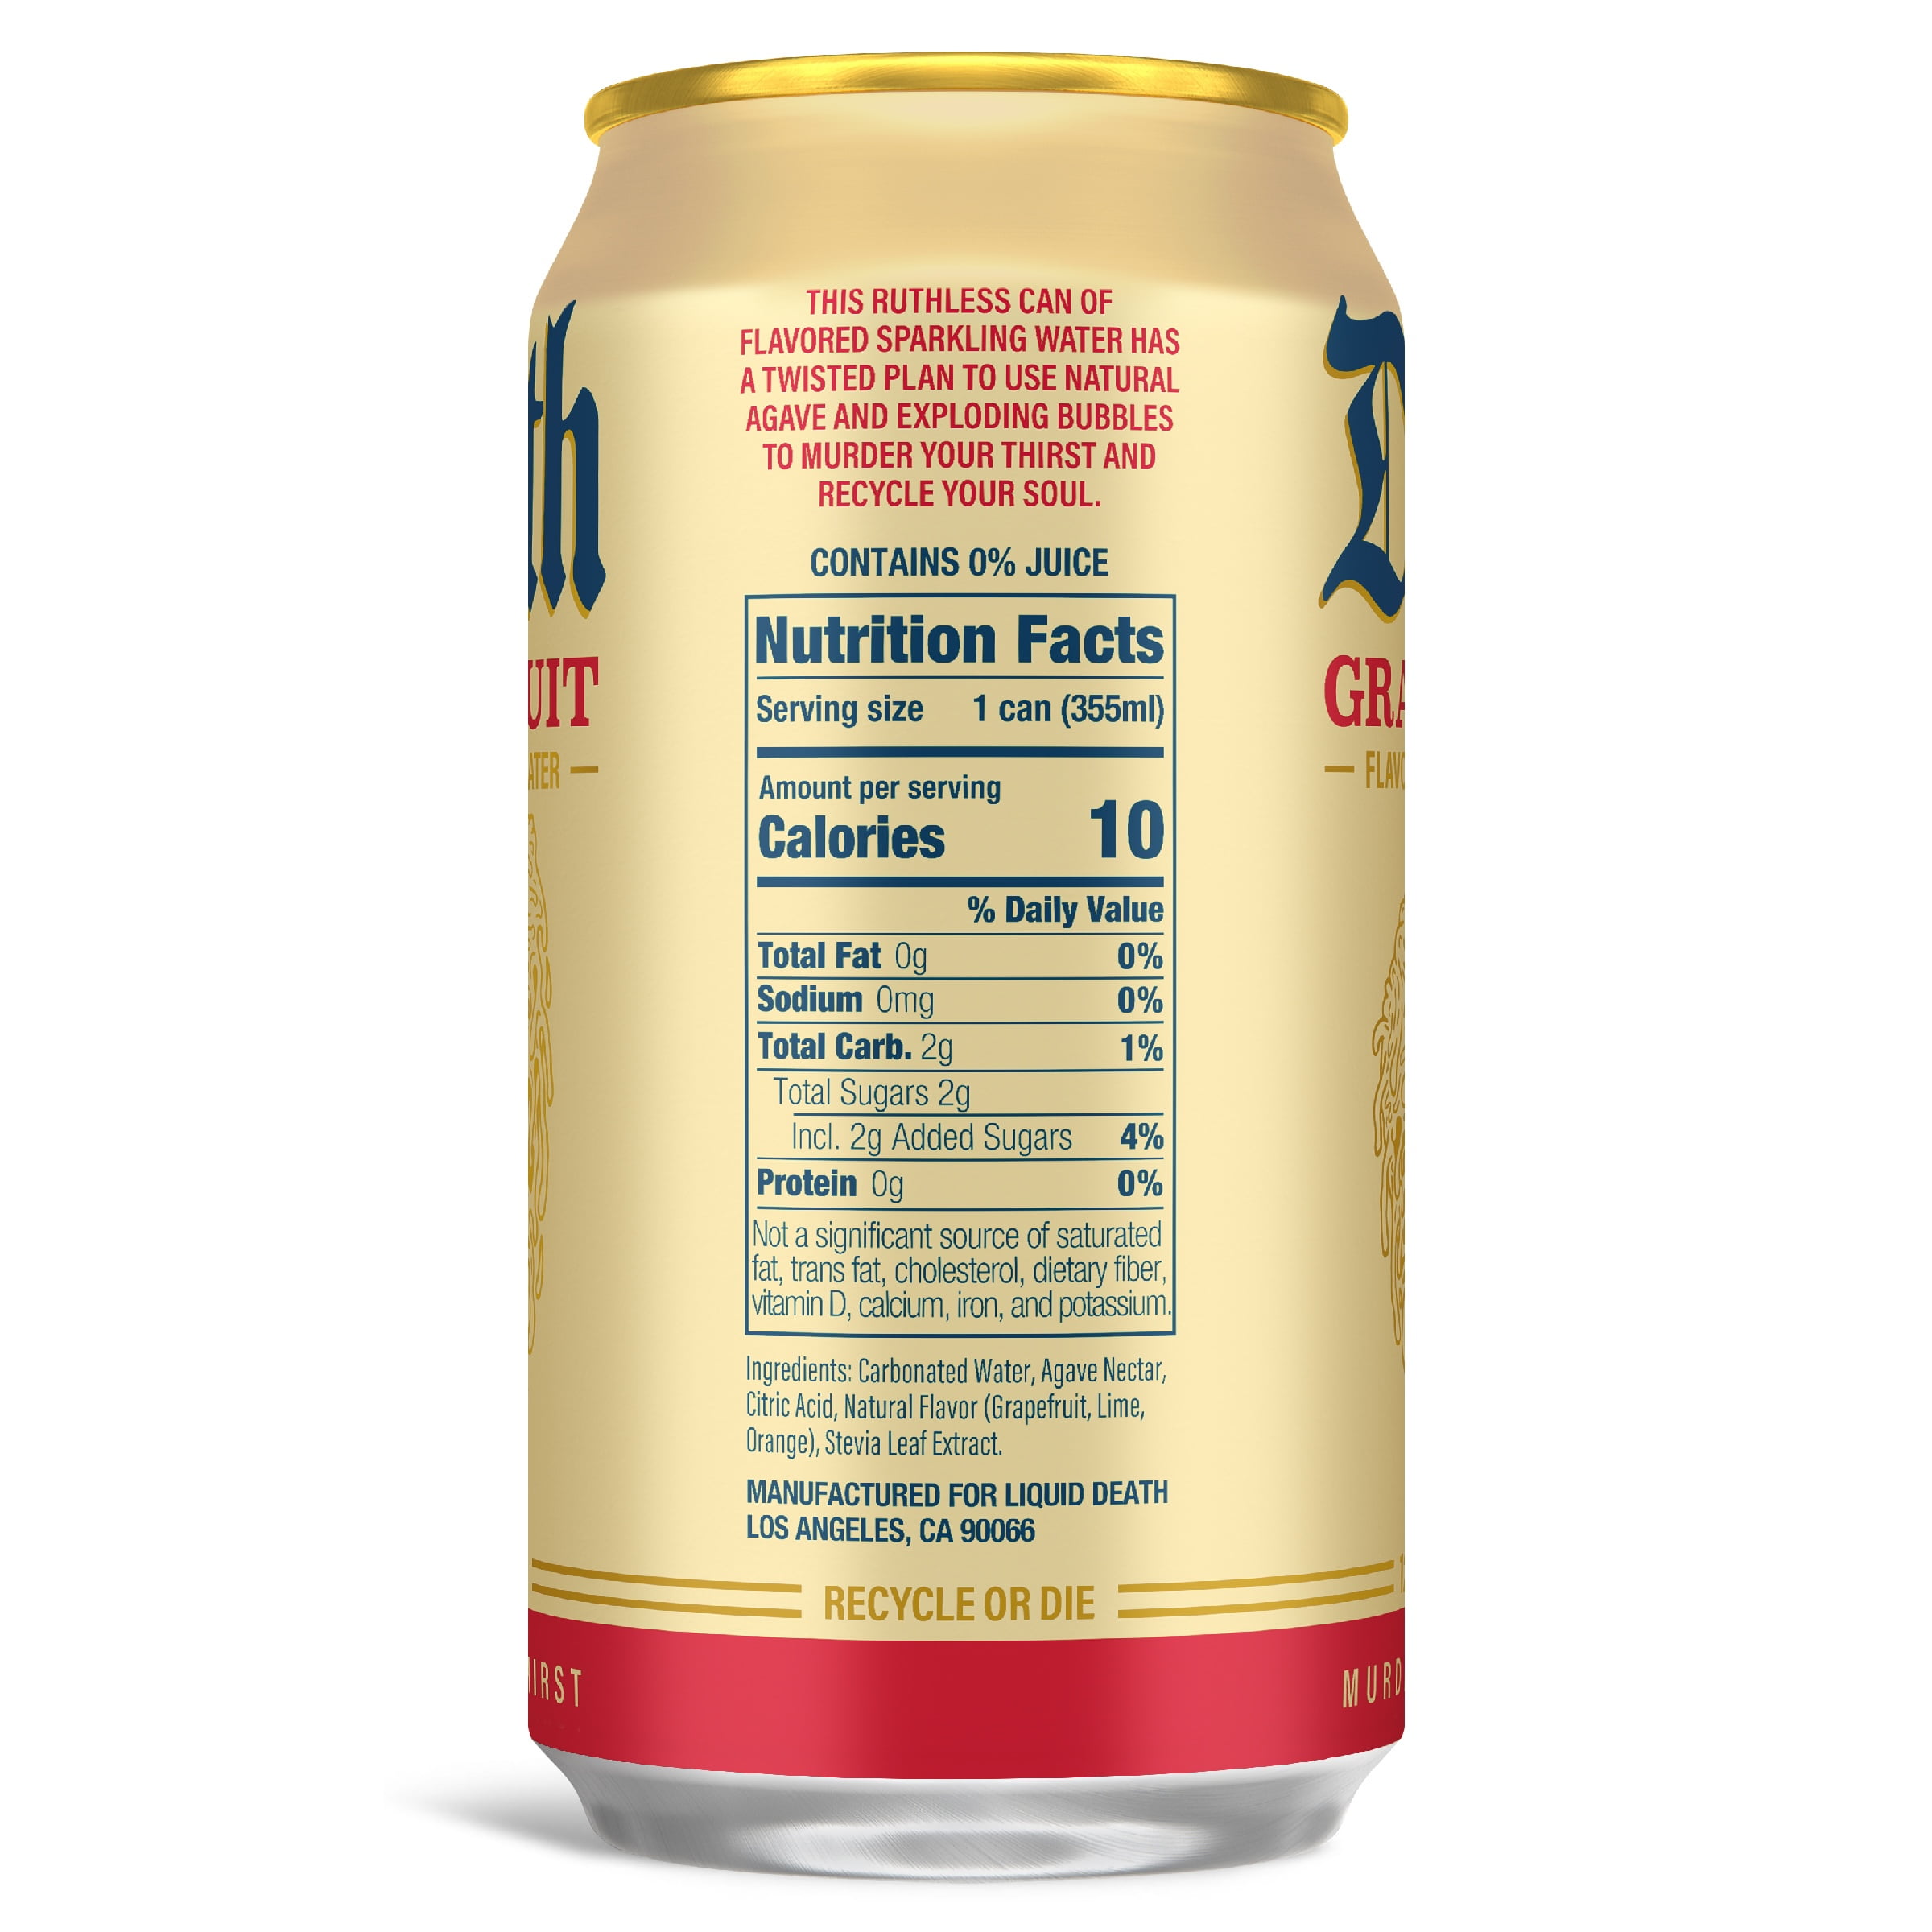 THIS RUTHLESS CAN OF
FLAVORED SPARKLING WATER HAS
A TWISTED PLAN TO USE NATURAL
AGAVE AND EXPLODING BUBBLES
TO MURDER YOUR THIRST AND
RECYCLE YOUR SOUL.
CONTAINS 0% JUICE
Nutrition Facts
Serving size 1 can (355ml)
Amount per serving
Calories 10
% Daily Value
Total Fat 0g 0%
Sodium 0mg 0%
Total Carb. 2g 1%
Total Sugars 2g
Incl. 2g Added Sugars 4%
Protein 0g 0%
Not a significant source of saturated
fat, trans fat, cholesterol, dietary fiber,
vitamin D, calcium, iron, and potassium.
Ingredients: Carbonated Water, Agave Nectar,
Citric Acid, Natural Flavor (Grapefruit, Lime,
Orange), Stevia Leaf Extract.
MANUFACTURED FOR LIQUID DEATH
LOS ANGELES, CA 90066
RECYCLE OR DIE